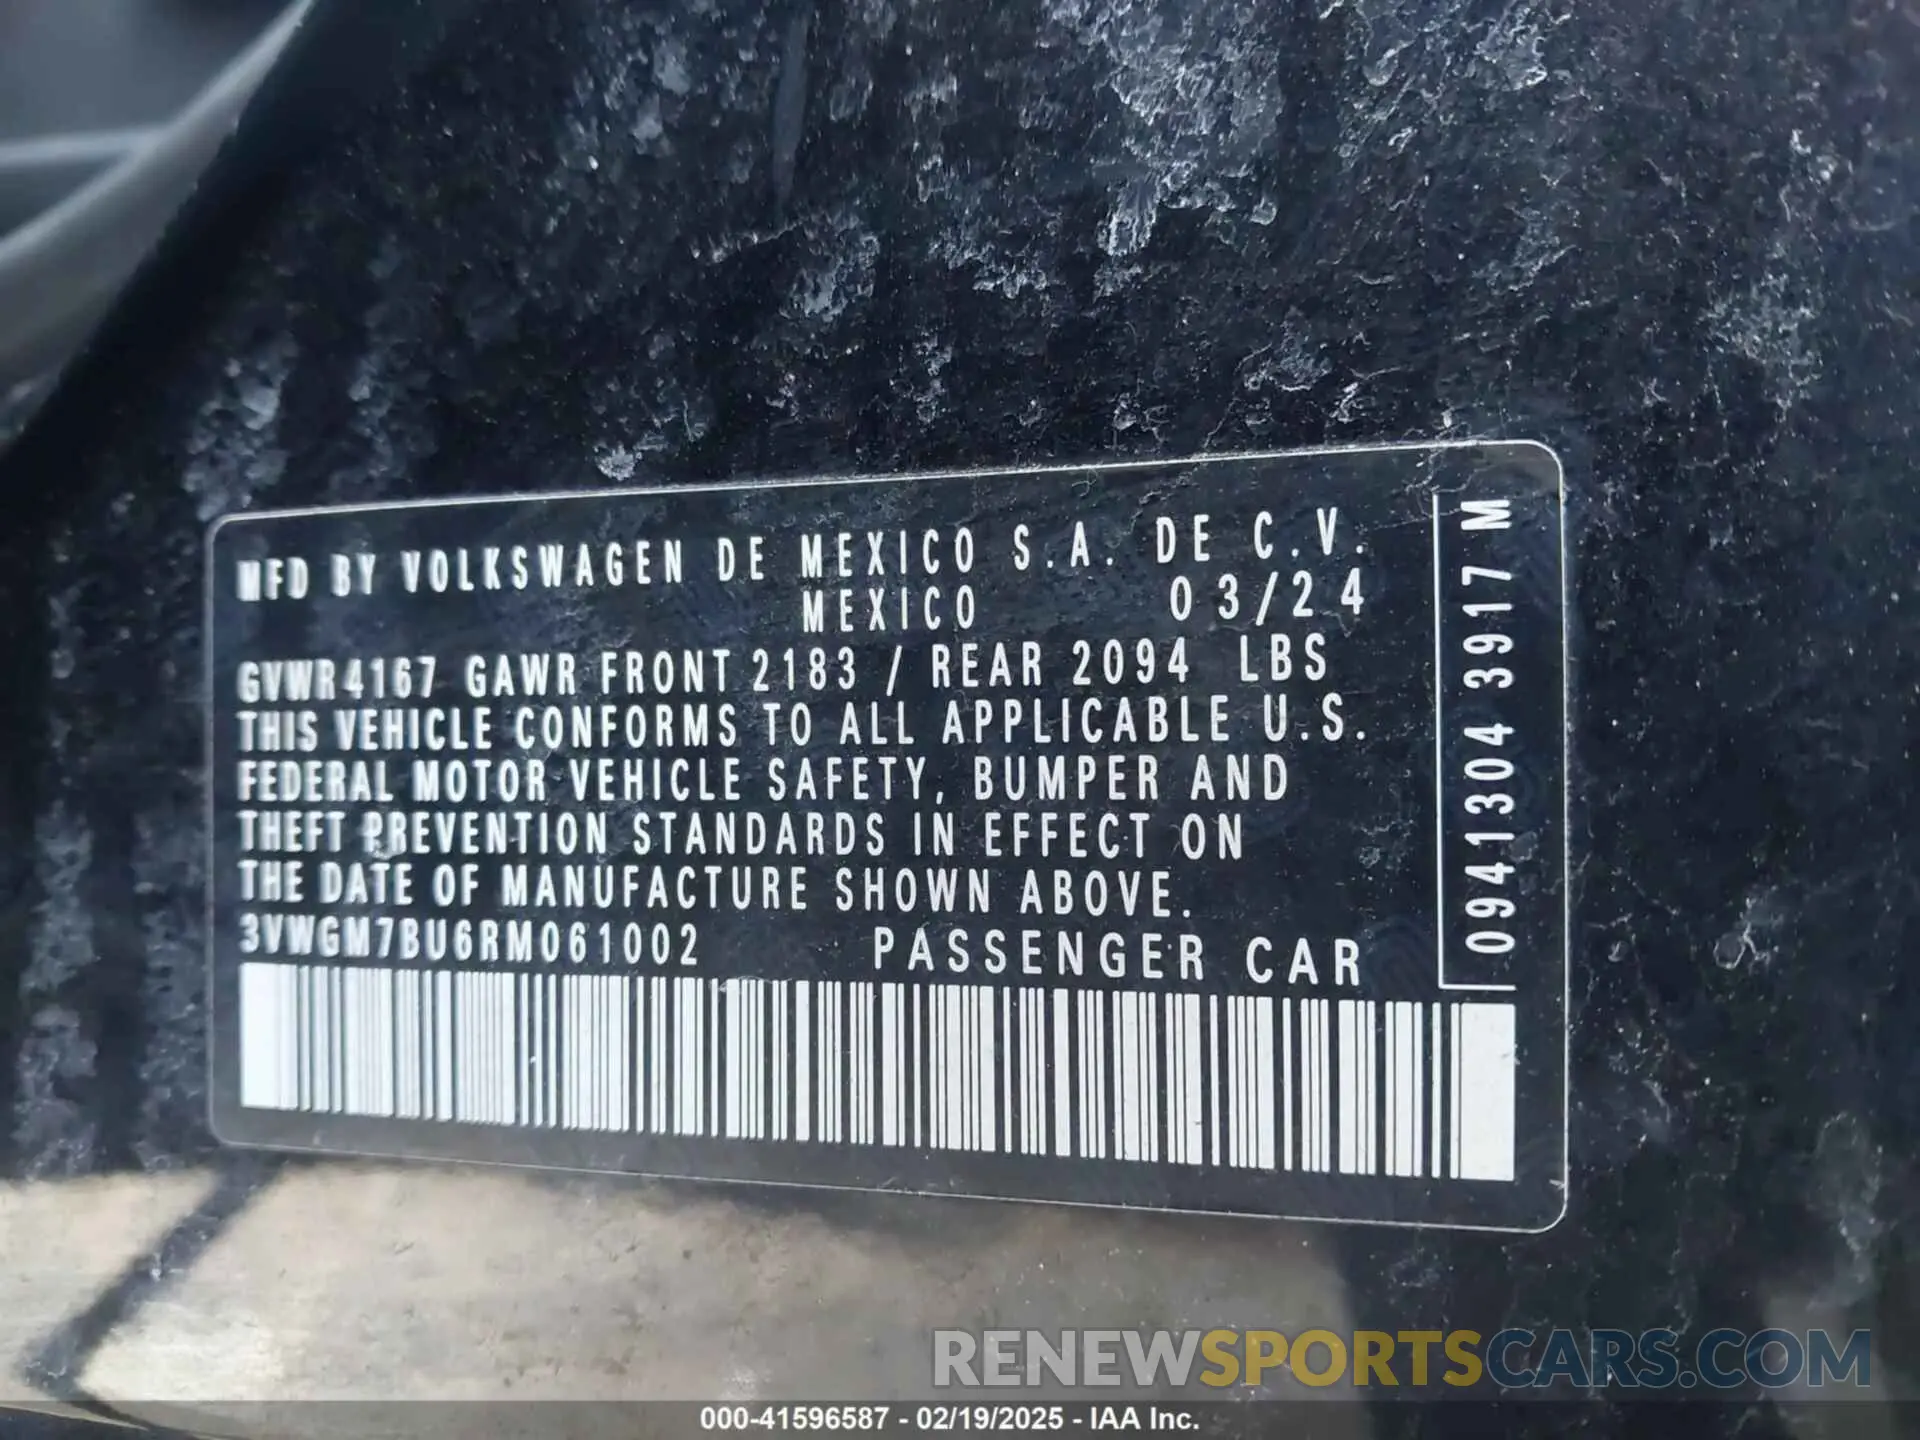 MFD BY VOLKSWAGEN DE MEXICO S.A. DE C.V.
MEXICO 03/24
GVWR 4167 GAWR FRONT 2183 / REAR 2094 LBS
THIS VEHICLE CONFORMS TO ALL APPLICABLE U.S.
FEDERAL MOTOR VEHICLE SAFETY, BUMPER AND
THEFT PREVENTION STANDARDS IN EFFECT ON
THE DATE OF MANUFACTURE SHOWN ABOVE.
3VWGM7BU6RM061002 PASSENGER CAR
0941304 3917 M
RENEWSPORTSCARS.COM
000-41596587 - 02/19/2025 - IAA Inc.